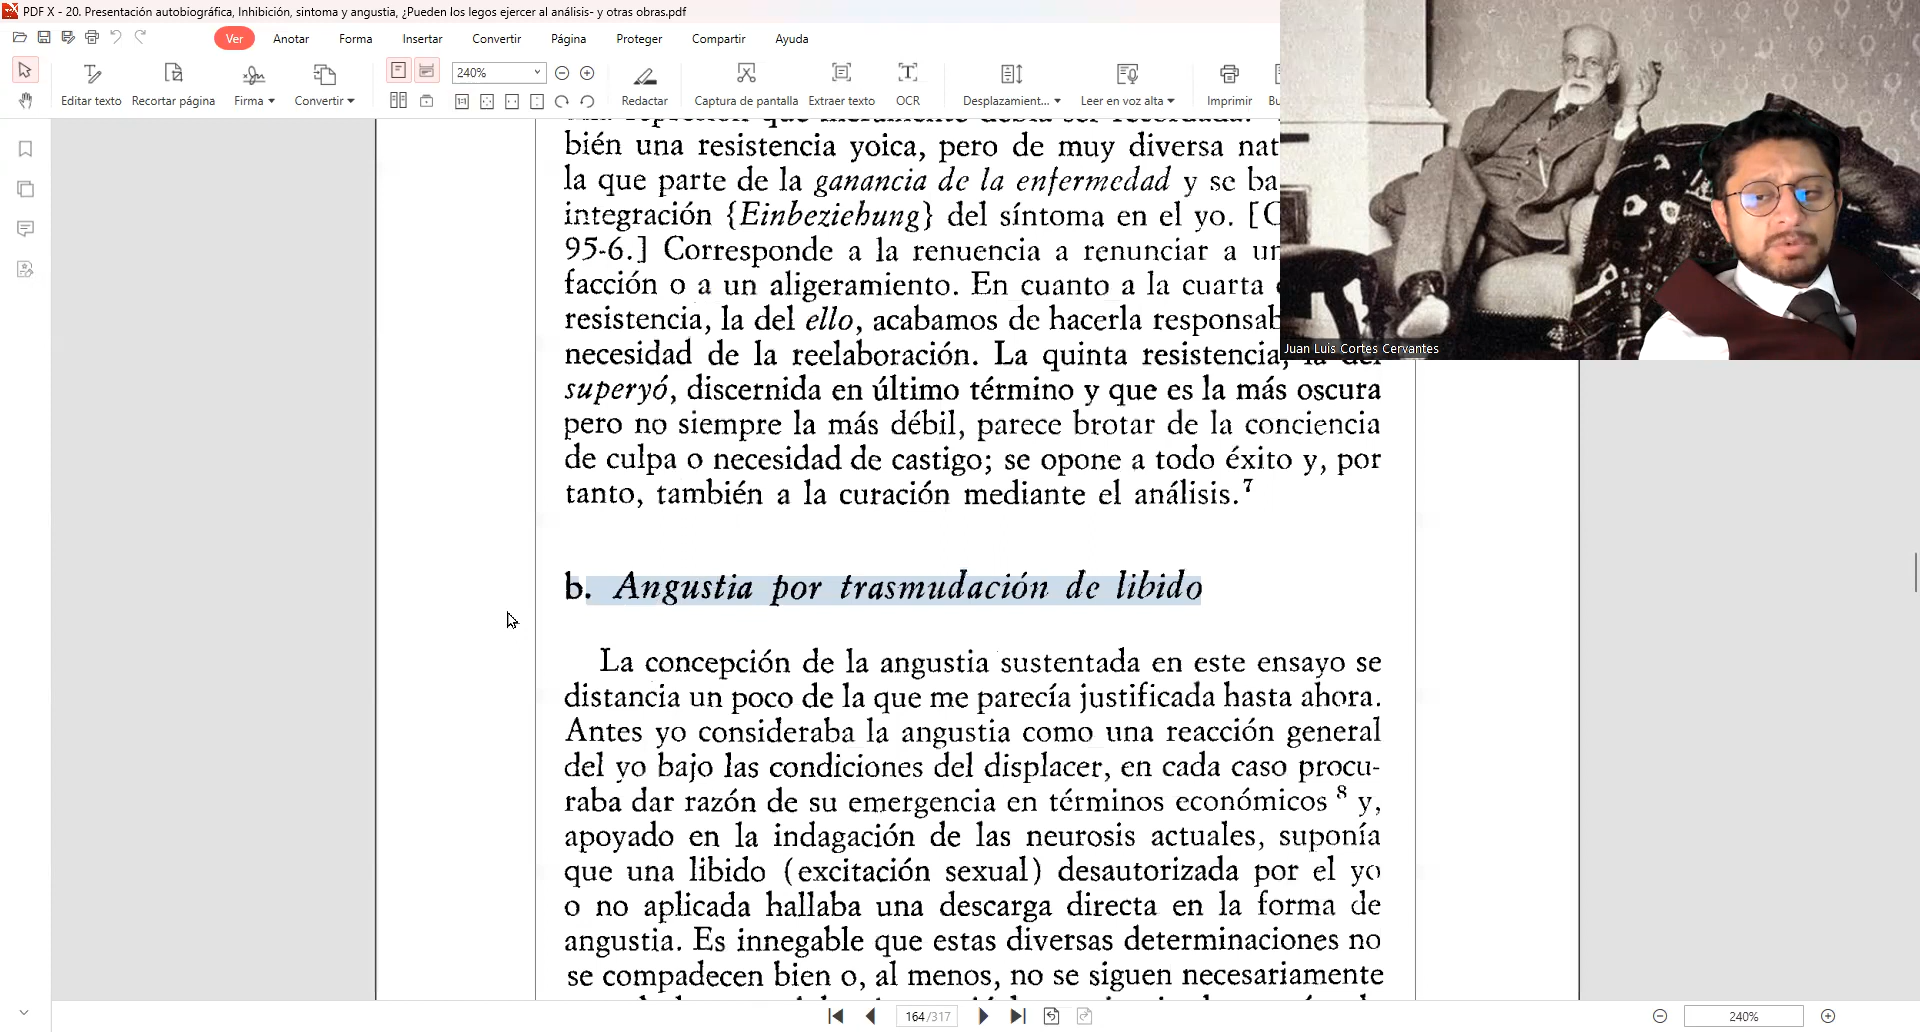 PDF X - 20. Presentación autobiográfica, Inhibición, sintoma y angustia, ¿Pueden los legos ejercer al análisis- y otras obras.pdf
Ver Anotar Forma Insertar Convertir Página Proteger Compartir Ayuda
240%
Editar texto Recortar página Firma Convertir Redactar Captura de pantalla Extraer texto OCR Desplazamient... Leer en voz alta Imprimir
bién una resistencia yoica, pero de muy diversa nat
la que parte de la ganancia de la enfermedad y se ba
integración {Einbeziehung} del síntoma en el yo. [C
95-6.] Corresponde a la renuencia a renunciar a un
facción o a un aligeramiento. En cuanto a la cuarta
resistencia, la del ello, acabamos de hacerla responsab
necesidad de la reelaboración. La quinta resistencia, la del
superyó, discernida en último término y que es la más oscura
pero no siempre la más débil, parece brotar de la conciencia
de culpa o necesidad de castigo; se opone a todo éxito y, por
tanto, también a la curación mediante el análisis.⁷
b. Angustia por trasmudación de libido
La concepción de la angustia sustentada en este ensayo se
distancia un poco de la que me parecía justificada hasta ahora.
Antes yo consideraba la angustia como una reacción general
del yo bajo las condiciones del displacer, en cada caso procu-
raba dar razón de su emergencia en términos económicos ⁸ y,
apoyado en la indagación de las neurosis actuales, suponía
que una libido (excitación sexual) desautorizada por el yo
o no aplicada hallaba una descarga directa en la forma de
angustia. Es innegable que estas diversas determinaciones no
se compadecen bien o, al menos, no se siguen necesariamente
Juan Luis Cortes Cervantes
164/317
240%